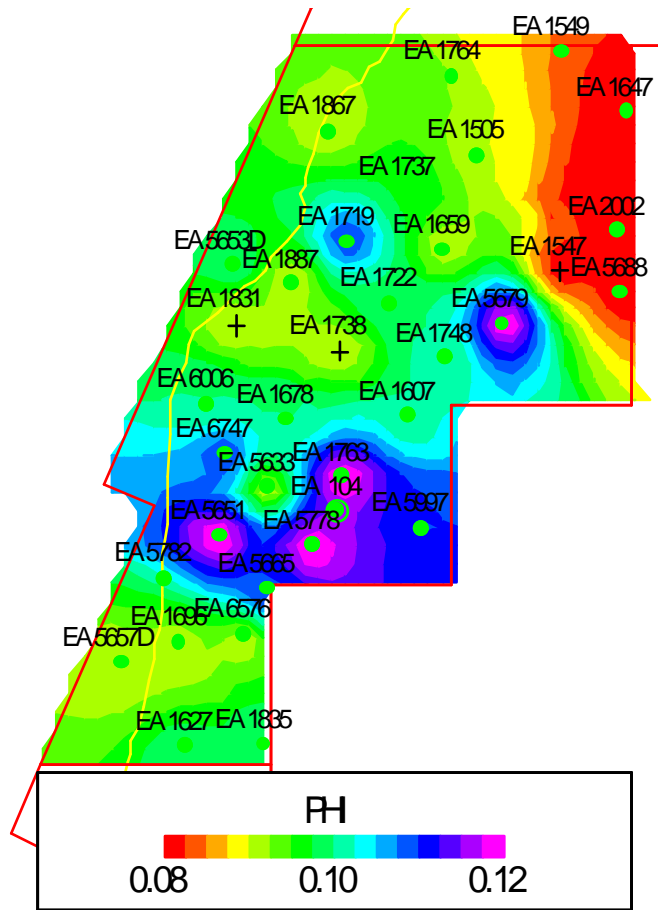 EA 1549
EA 1764
EA 1647
EA 1867
EA 1505
EA 1737
EA 2002
EA 1719
EA 1659
EA 5653D
EA 1547
EA 5688
EA 1887
EA 1722
EA 1831
EA 5679
EA 1738
EA 1748
EA 6006
EA 1678
EA 1607
EA 6747
EA 1763
EA 5633
EA 104
EA 5651
EA 5997
EA 5778
EA 5782
EA 5665
EA 1695
EA 6576
EA 5657D
EA 1627
EA 1835
PHI
0.08 0.10 0.12